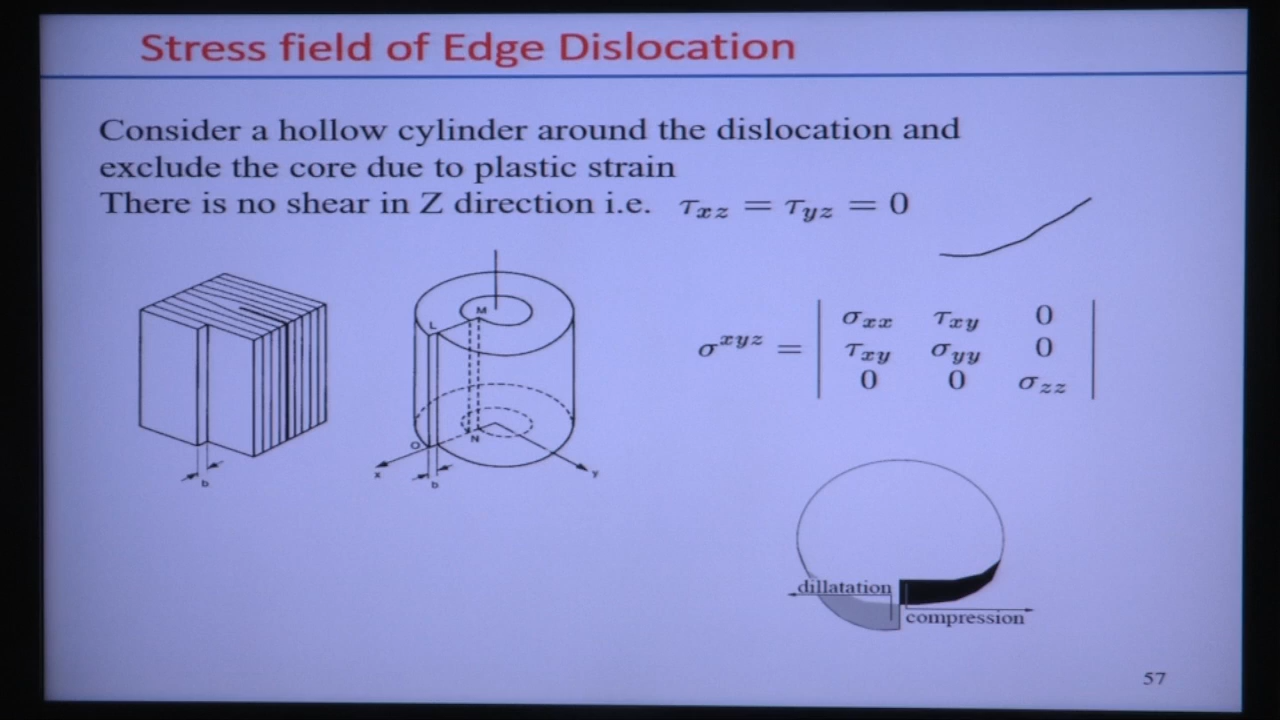 Stress field of Edge Dislocation
Consider a hollow cylinder around the dislocation and
exclude the core due to plastic strain
There is no shear in Z direction i.e. τxz = τyz = 0
b
L
M
O
N
x
y
b
σ^xyz = | σxx τxy 0 |
| τxy σyy 0 |
| 0 0 σzz |
dillatation
compression
57